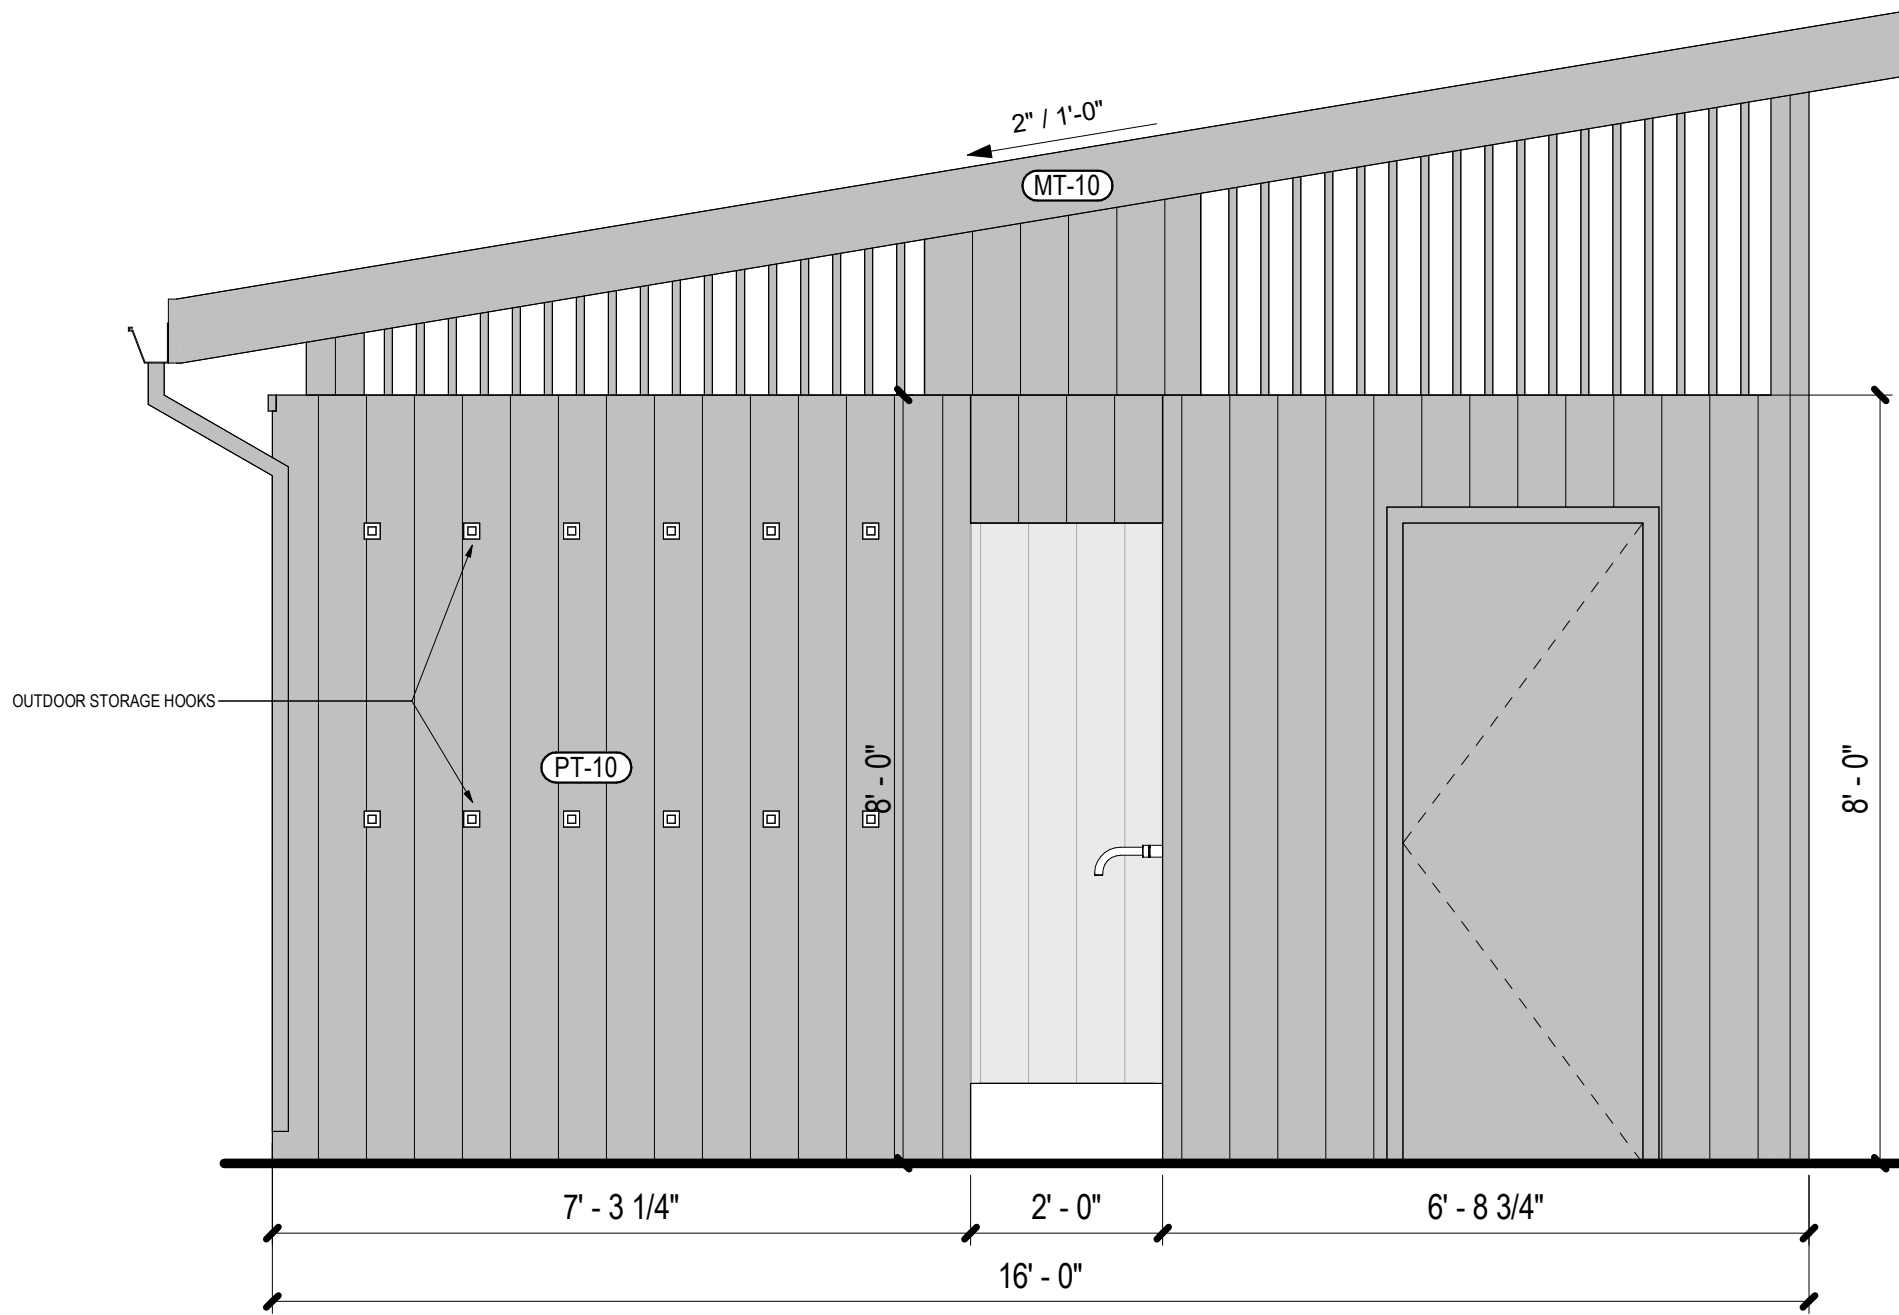 2" / 1'-0"
MT-10
OUTDOOR STORAGE HOOKS
PT-10
8' - 0"
8' - 0"
7' - 3 1/4"
2' - 0"
6' - 8 3/4"
16' - 0"